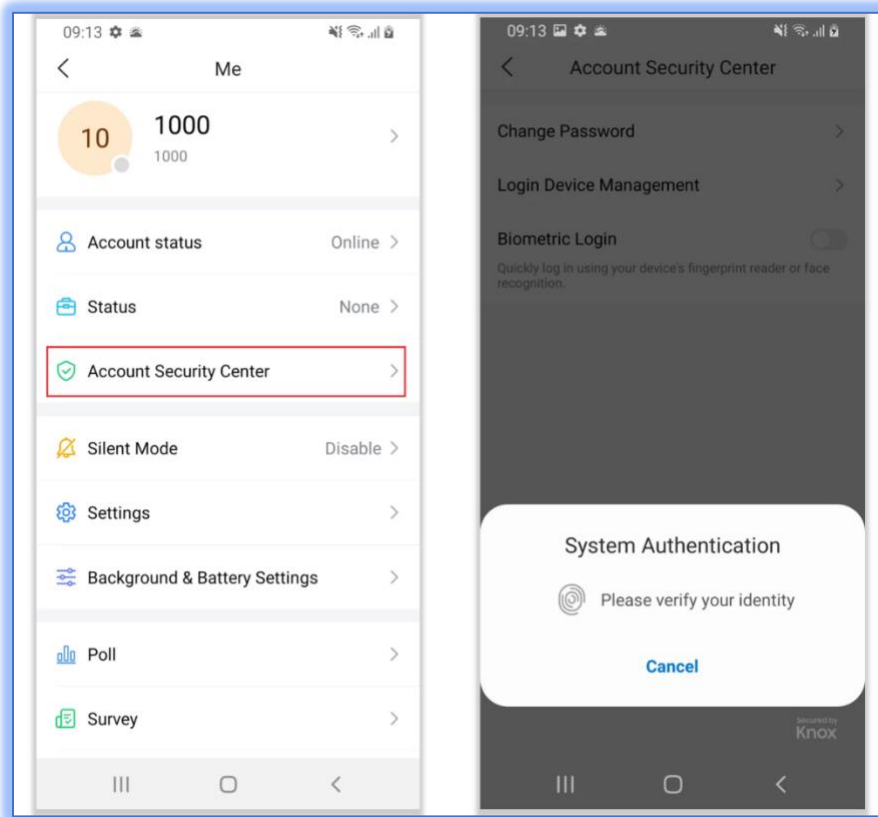 09:13
Me
10
1000
1000
Account status
Online
Status
None
Account Security Center
Silent Mode
Disable
Settings
Background & Battery Settings
Poll
Survey
09:13
Account Security Center
Change Password
Login Device Management
Biometric Login
Quickly log in using your device's fingerprint reader or face
recognition.
System Authentication
Please verify your identity
Cancel
Secured by
Knox